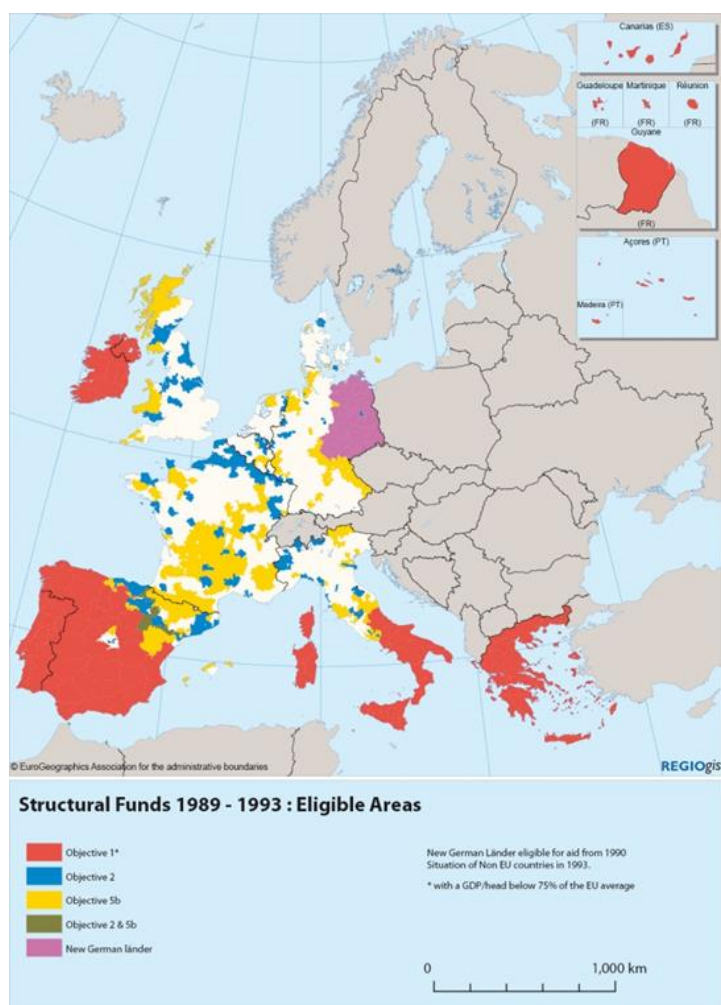 Canarias (ES)
Guadeloupe Martinique Réunion
(FR) (FR) (FR)
Guyane
(FR)
Açores (PT)
Madeira (PT)
© EuroGeographics Association for the administrative boundaries
REGIOgis
Structural Funds 1989 - 1993 : Eligible Areas
Objective 1*
Objective 2
Objective 5b
Objective 2 & 5b
New German länder
New German Länder eligible for aid from 1990
Situation of Non EU countries in 1993.
* with a GDP/head below 75% of the EU average
0 1,000 km